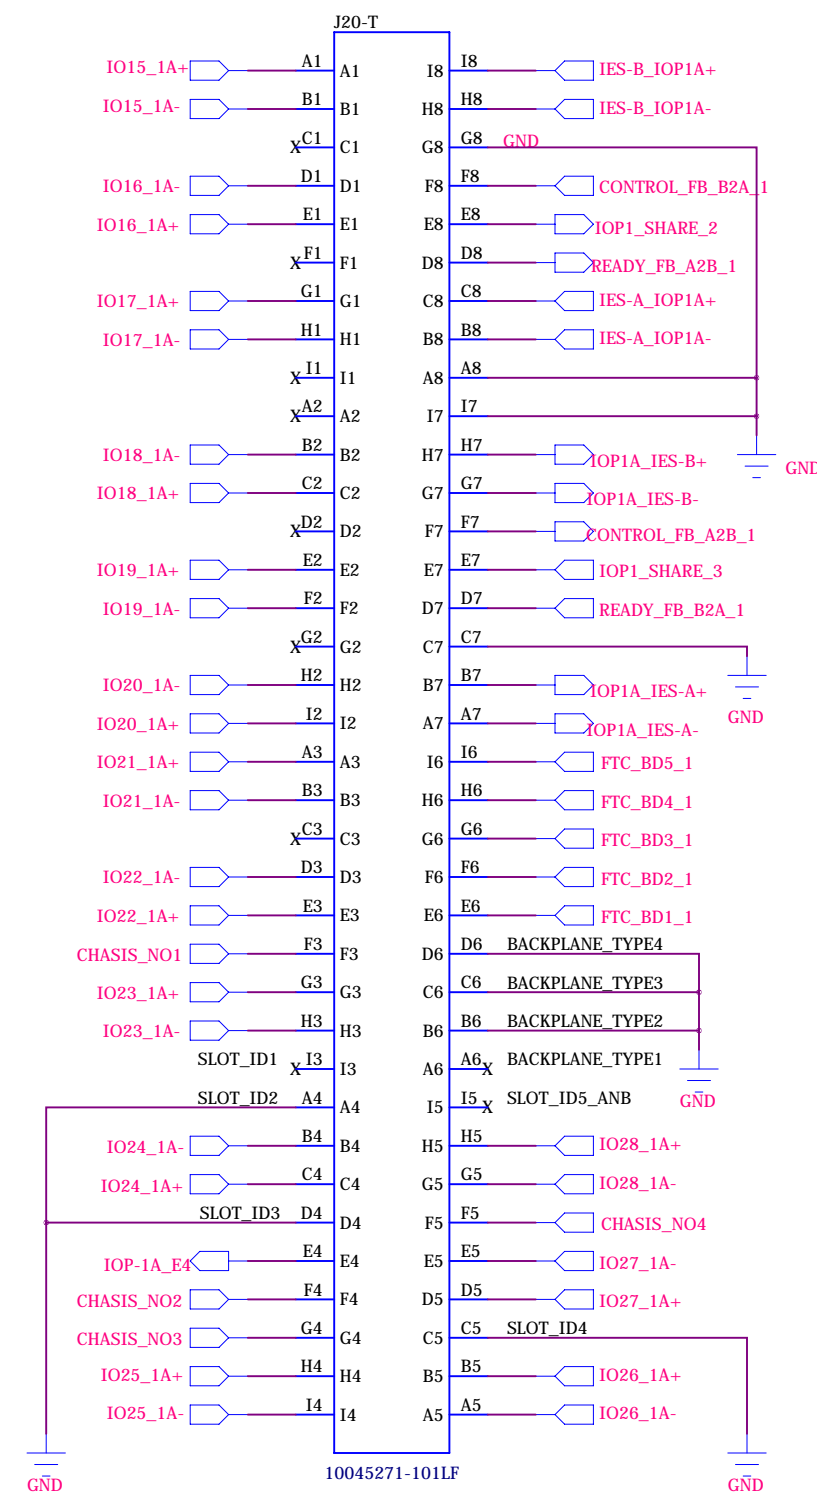 J20-T
IO15_1A+ A1 A1 I8 I8 IES-B_IOP1A+
IO15_1A- B1 B1 H8 H8 IES-B_IOP1A-
X C1 C1 G8 G8 GND
IO16_1A- D1 D1 F8 F8 CONTROL_FB_B2A_1
IO16_1A+ E1 E1 E8 E8 IOP1_SHARE_2
X F1 F1 D8 D8 READY_FB_A2B_1
IO17_1A+ G1 G1 C8 C8 IES-A_IOP1A+
IO17_1A- H1 H1 B8 B8 IES-A_IOP1A-
X I1 I1 A8 A8
X A2 A2 I7 I7
IO18_1A- B2 B2 H7 H7 IOP1A_IES-B+ GND
IO18_1A+ C2 C2 G7 G7 IOP1A_IES-B-
X D2 D2 F7 F7 CONTROL_FB_A2B_1
IO19_1A+ E2 E2 E7 E7 IOP1_SHARE_3
IO19_1A- F2 F2 D7 D7 READY_FB_B2A_1
X G2 G2 C7 C7
IO20_1A- H2 H2 B7 B7 IOP1A_IES-A+
IO20_1A+ I2 I2 A7 A7 IOP1A_IES-A- GND
IO21_1A+ A3 A3 I6 I6 FTC_BD5_1
IO21_1A- B3 B3 H6 H6 FTC_BD4_1
X C3 C3 G6 G6 FTC_BD3_1
IO22_1A- D3 D3 F6 F6 FTC_BD2_1
IO22_1A+ E3 E3 E6 E6 FTC_BD1_1
CHASIS_NO1 F3 F3 D6 D6 BACKPLANE_TYPE4
IO23_1A+ G3 G3 C6 C6 BACKPLANE_TYPE3
IO23_1A- H3 H3 B6 B6 BACKPLANE_TYPE2
SLOT_ID1 X I3 I3 A6 A6 X BACKPLANE_TYPE1
SLOT_ID2 A4 A4 I5 I5 X SLOT_ID5_ANB GND
IO24_1A- B4 B4 H5 H5 IO28_1A+
IO24_1A+ C4 C4 G5 G5 IO28_1A-
SLOT_ID3 D4 D4 F5 F5 CHASIS_NO4
IOP-1A_E4 E4 E4 E5 E5 IO27_1A-
CHASIS_NO2 F4 F4 D5 D5 IO27_1A+
CHASIS_NO3 G4 G4 C5 C5 SLOT_ID4
IO25_1A+ H4 H4 B5 B5 IO26_1A+
IO25_1A- I4 I4 A5 A5 IO26_1A-
10045271-101LF
GND GND